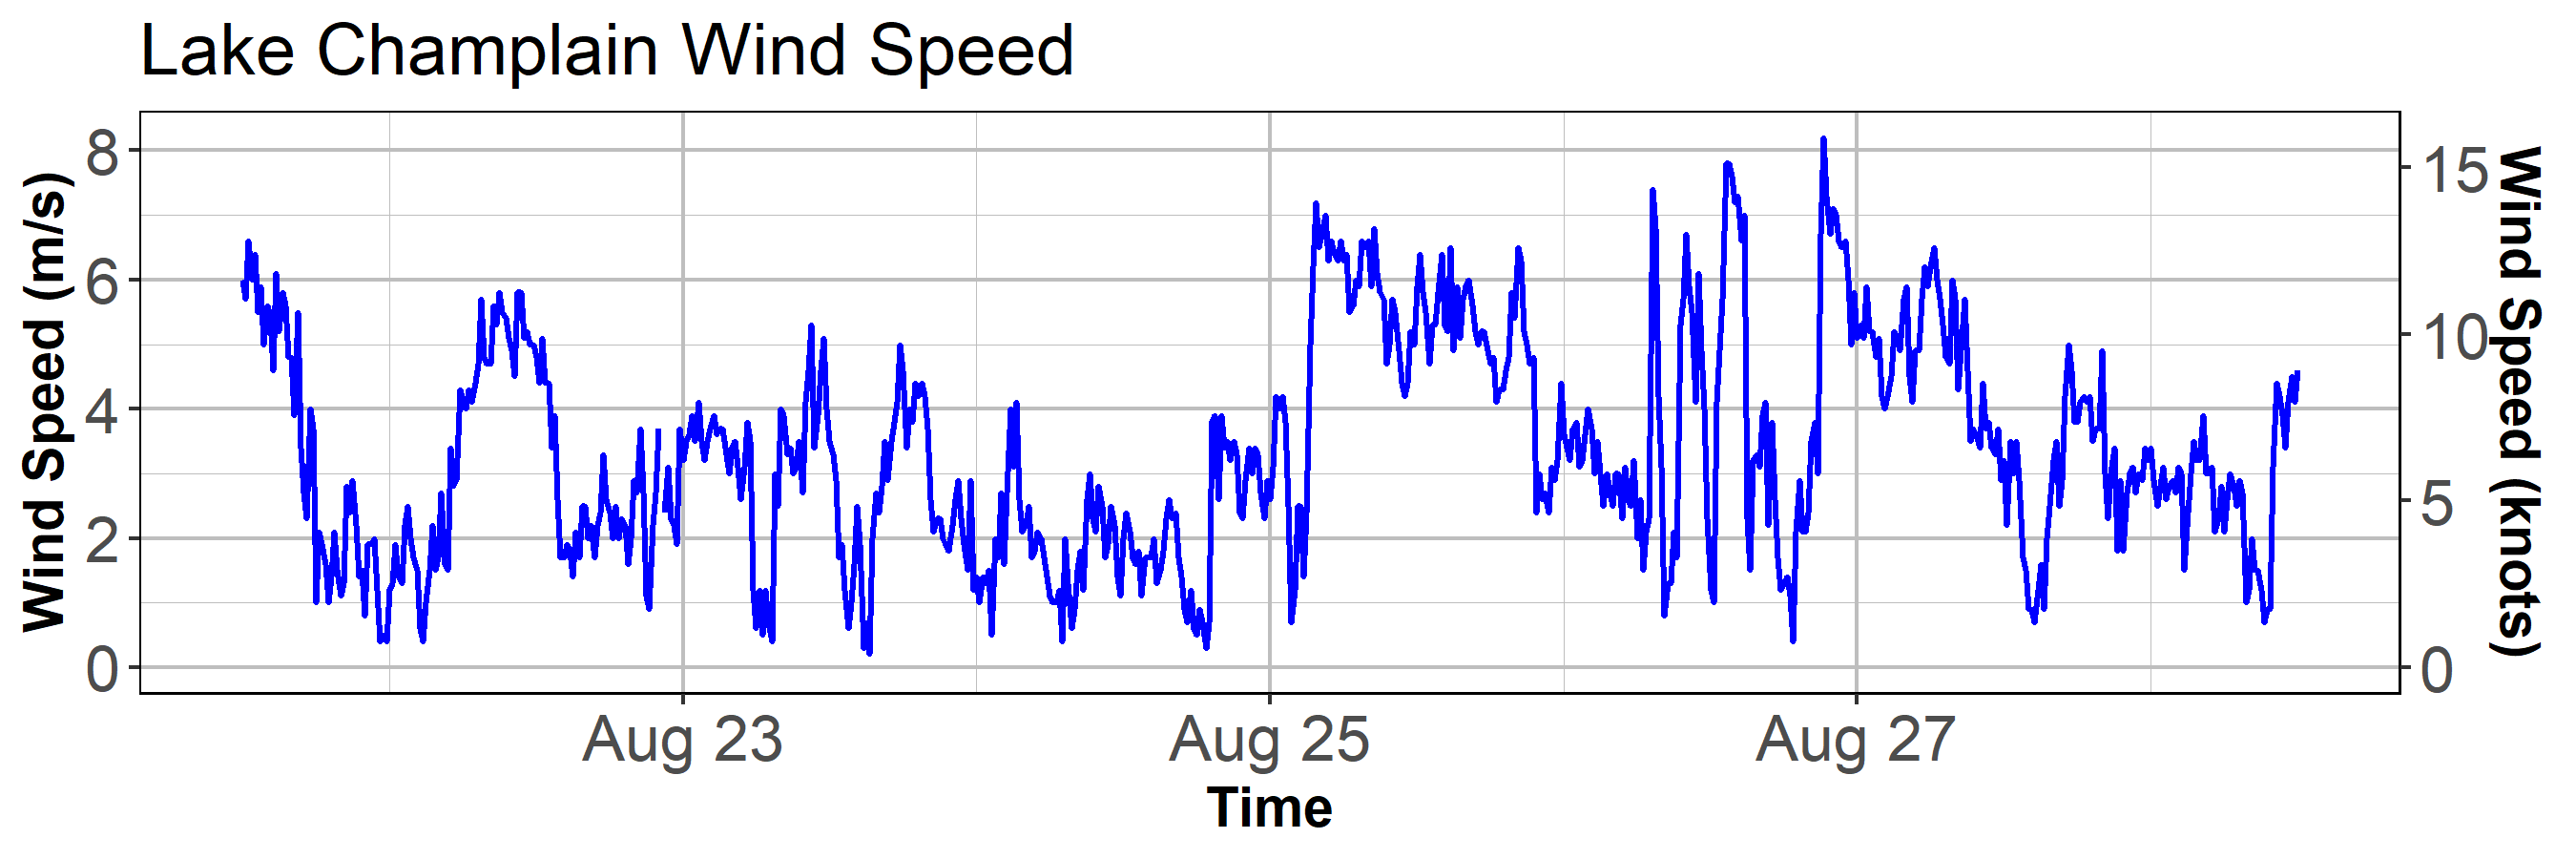 Lake Champlain Wind Speed
Wind Speed (m/s)
8
6
4
2
0
15
10
5
0
Wind Speed (knots)
Aug 23
Aug 25
Aug 27
Time